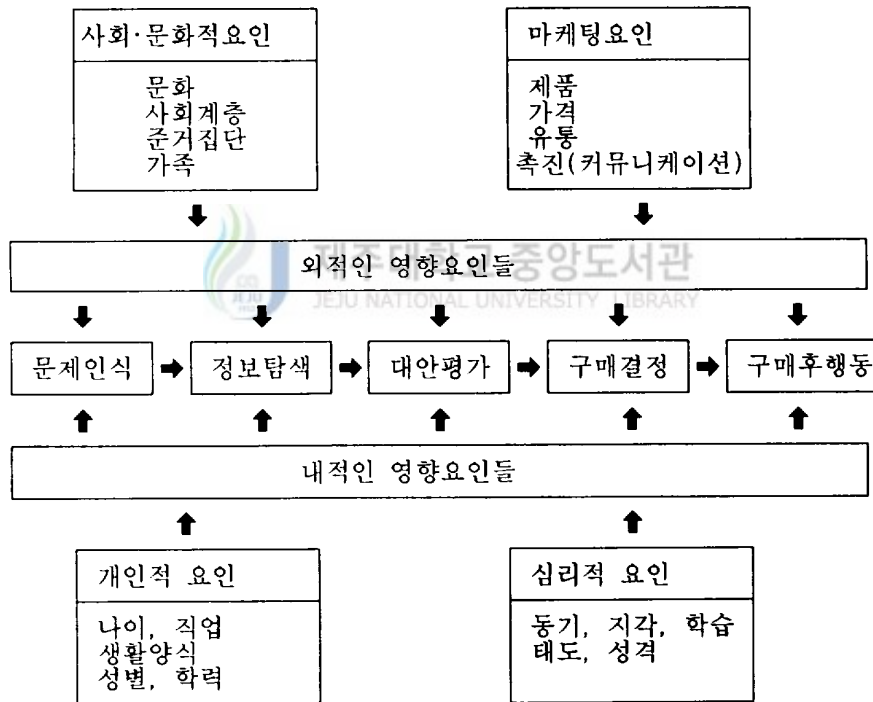 사회·문화적요인
문화
사회계층
준거집단
가족
마케팅요인
제품
가격
유통
촉진(커뮤니케이션)
제주대학교 중앙도서관
JEJU NATIONAL UNIVERSITY LIBRARY
외적인 영향요인들
문제인식
정보탐색
대안평가
구매결정
구매후행동
내적인 영향요인들
개인적 요인
나이, 직업
생활양식
성별, 학력
심리적 요인
동기, 지각, 학습
태도, 성격